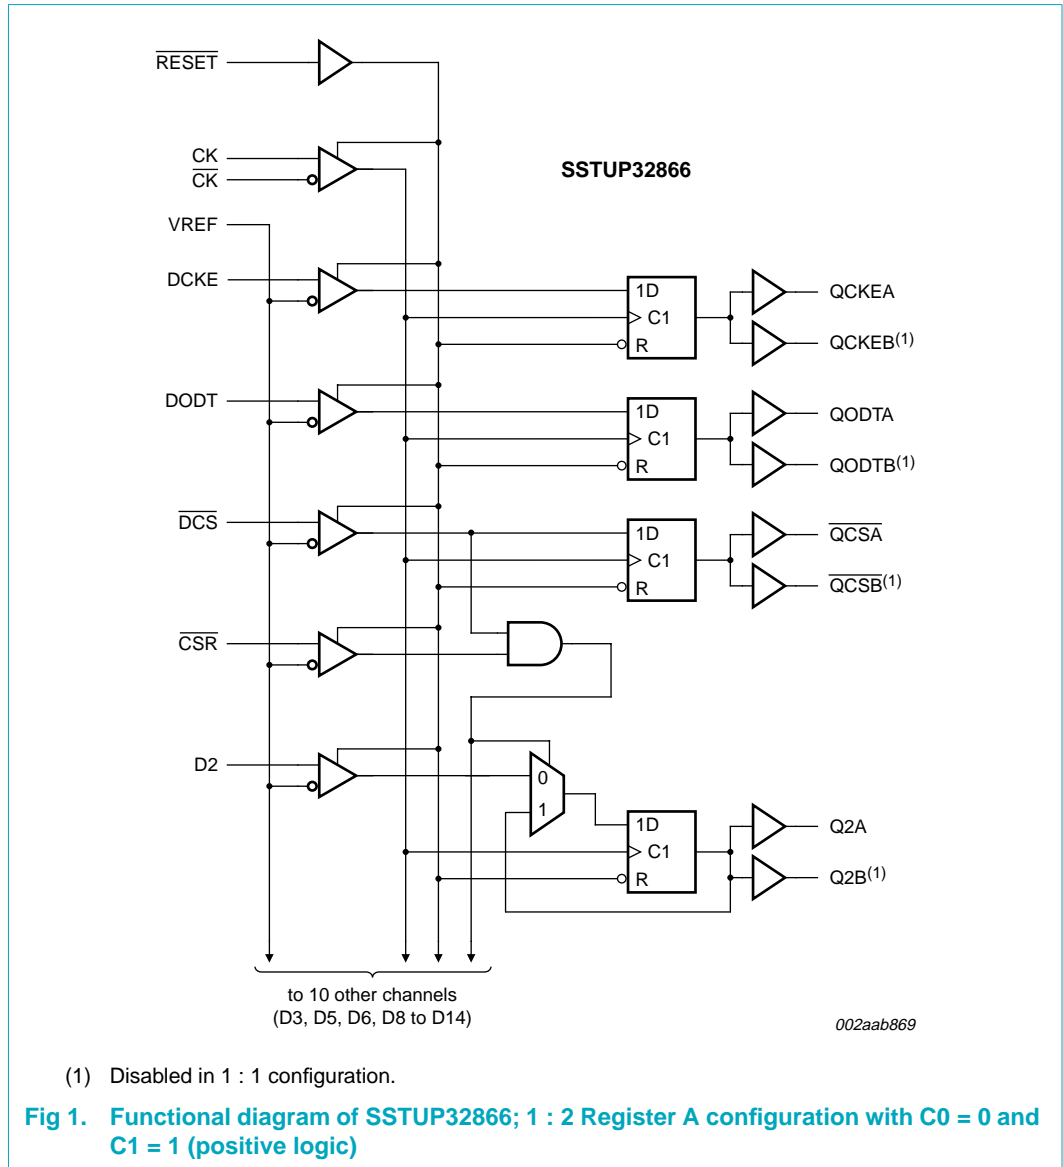 RESET
CK
CK
SSTUP32866
VREF
DCKE
1D
C1
R
QCKEA
QCKEB(1)
DODT
1D
C1
R
QODTA
QODTB(1)
DCS
1D
C1
R
QCSA
QCSB(1)
CSR
D2
0
1
1D
C1
R
Q2A
Q2B(1)
to 10 other channels
(D3, D5, D6, D8 to D14)
002aab869
(1) Disabled in 1 : 1 configuration.
Fig 1. Functional diagram of SSTUP32866; 1 : 2 Register A configuration with C0 = 0 and
C1 = 1 (positive logic)